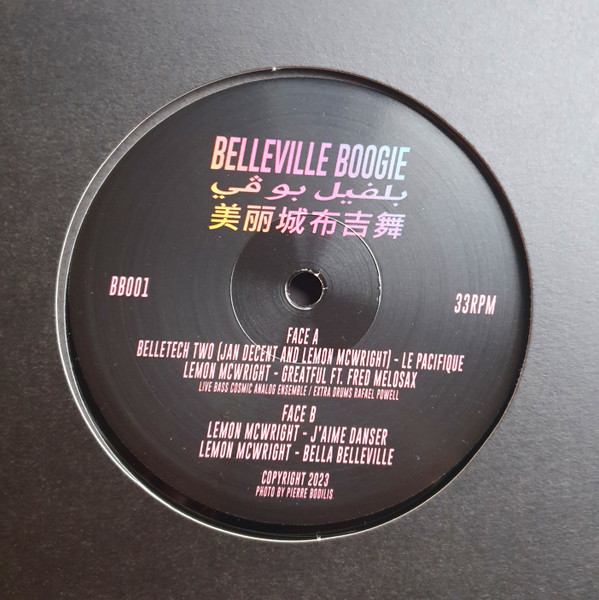 BELLEVILLE BOOGIE
بلفيل بوڤي
美丽城布吉舞
BB001
33RPM
FACE A
BELLETECH TWO (JAN DECENT AND LEMON MCWRIGHT) - LE PACIFIQUE
LEMON MCWRIGHT - GREATFUL FT. FRED MELOSAX
LIVE BASS COSMIC ANALOG ENSEMBLE / EXTRA DRUMS RAFAEL POWELL
FACE B
LEMON MCWRIGHT - J'AIME DANSER
LEMON MCWRIGHT - BELLA BELLEVILLE
COPYRIGHT 2023
PHOTO BY PIERRE BODILIS